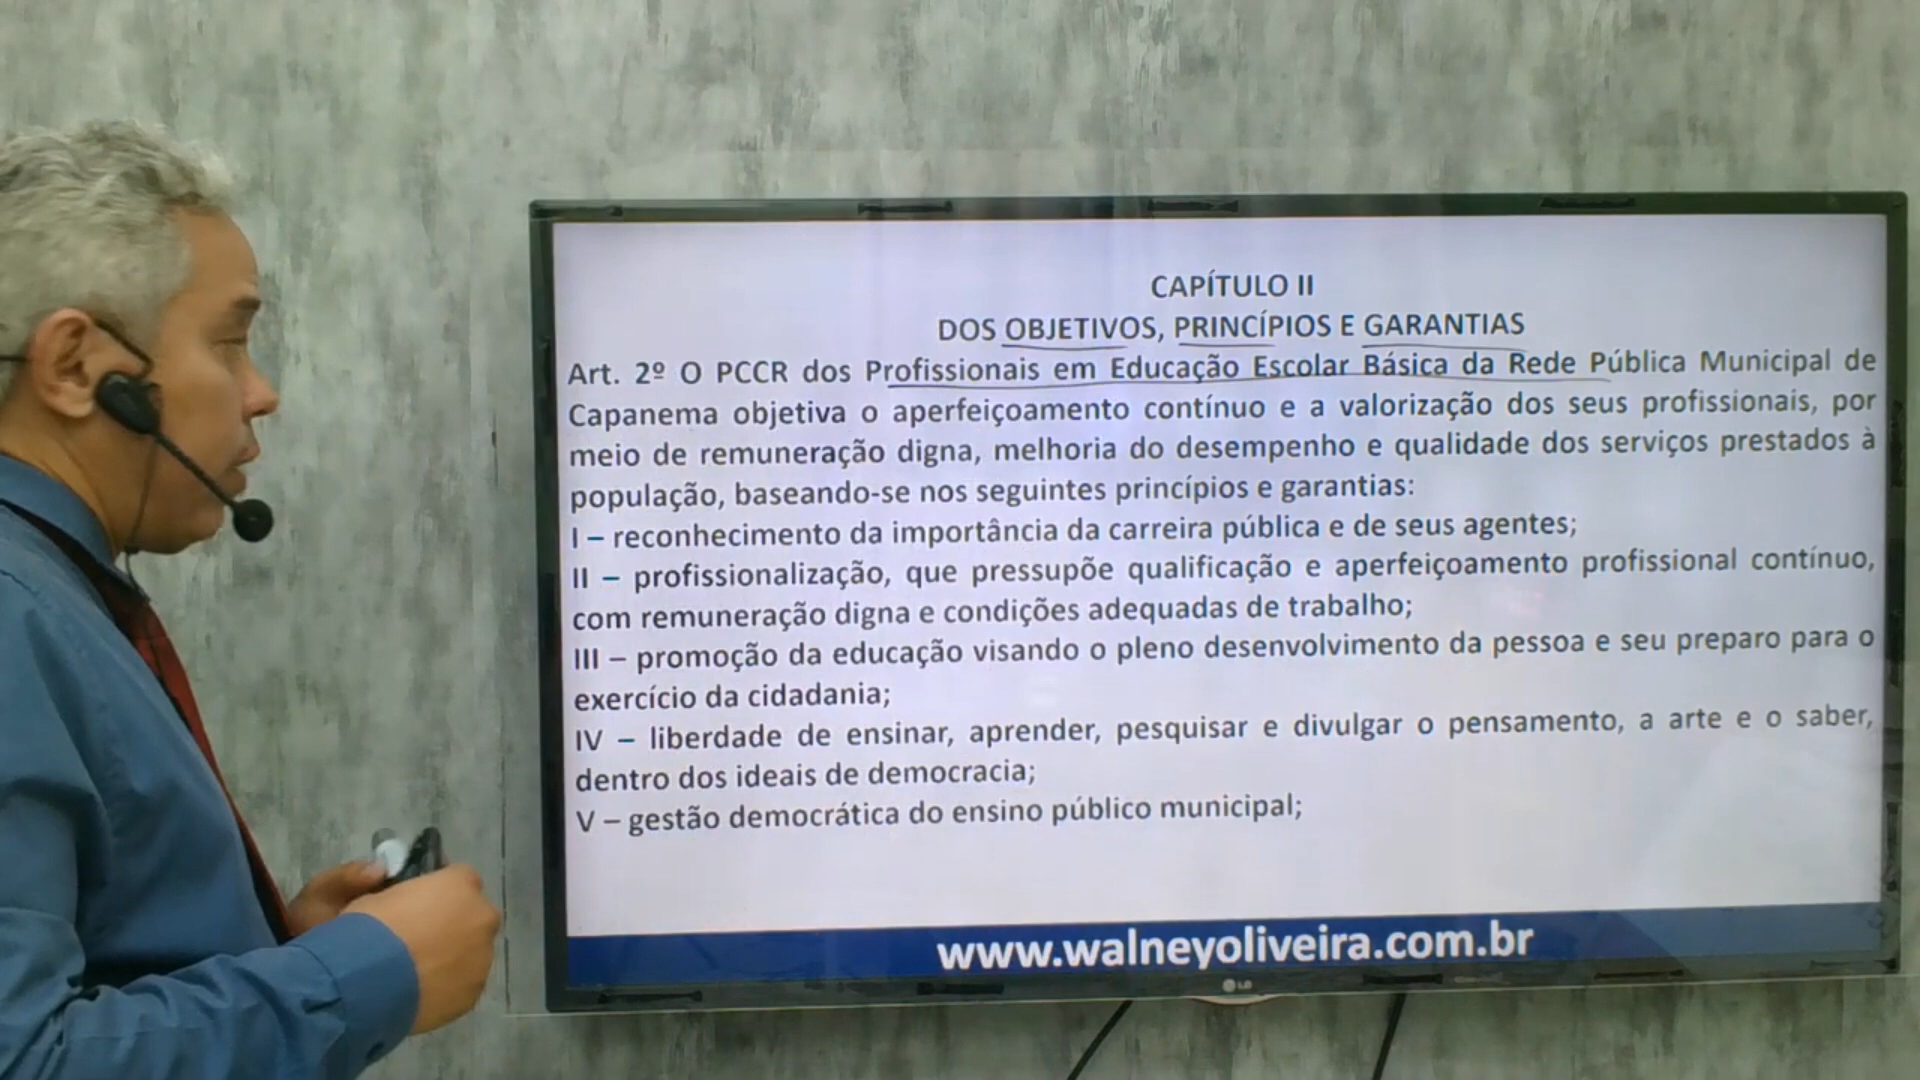 CAPÍTULO II
DOS OBJETIVOS, PRINCÍPIOS E GARANTIAS
Art. 2º O PCCR dos Profissionais em Educação Escolar Básica da Rede Pública Municipal de
Capanema objetiva o aperfeiçoamento contínuo e a valorização dos seus profissionais, por
meio de remuneração digna, melhoria do desempenho e qualidade dos serviços prestados à
população, baseando-se nos seguintes princípios e garantias:
I – reconhecimento da importância da carreira pública e de seus agentes;
II – profissionalização, que pressupõe qualificação e aperfeiçoamento profissional contínuo,
com remuneração digna e condições adequadas de trabalho;
III – promoção da educação visando o pleno desenvolvimento da pessoa e seu preparo para o
exercício da cidadania;
IV – liberdade de ensinar, aprender, pesquisar e divulgar o pensamento, a arte e o saber,
dentro dos ideais de democracia;
V – gestão democrática do ensino público municipal;
www.walneyoliveira.com.br
LG